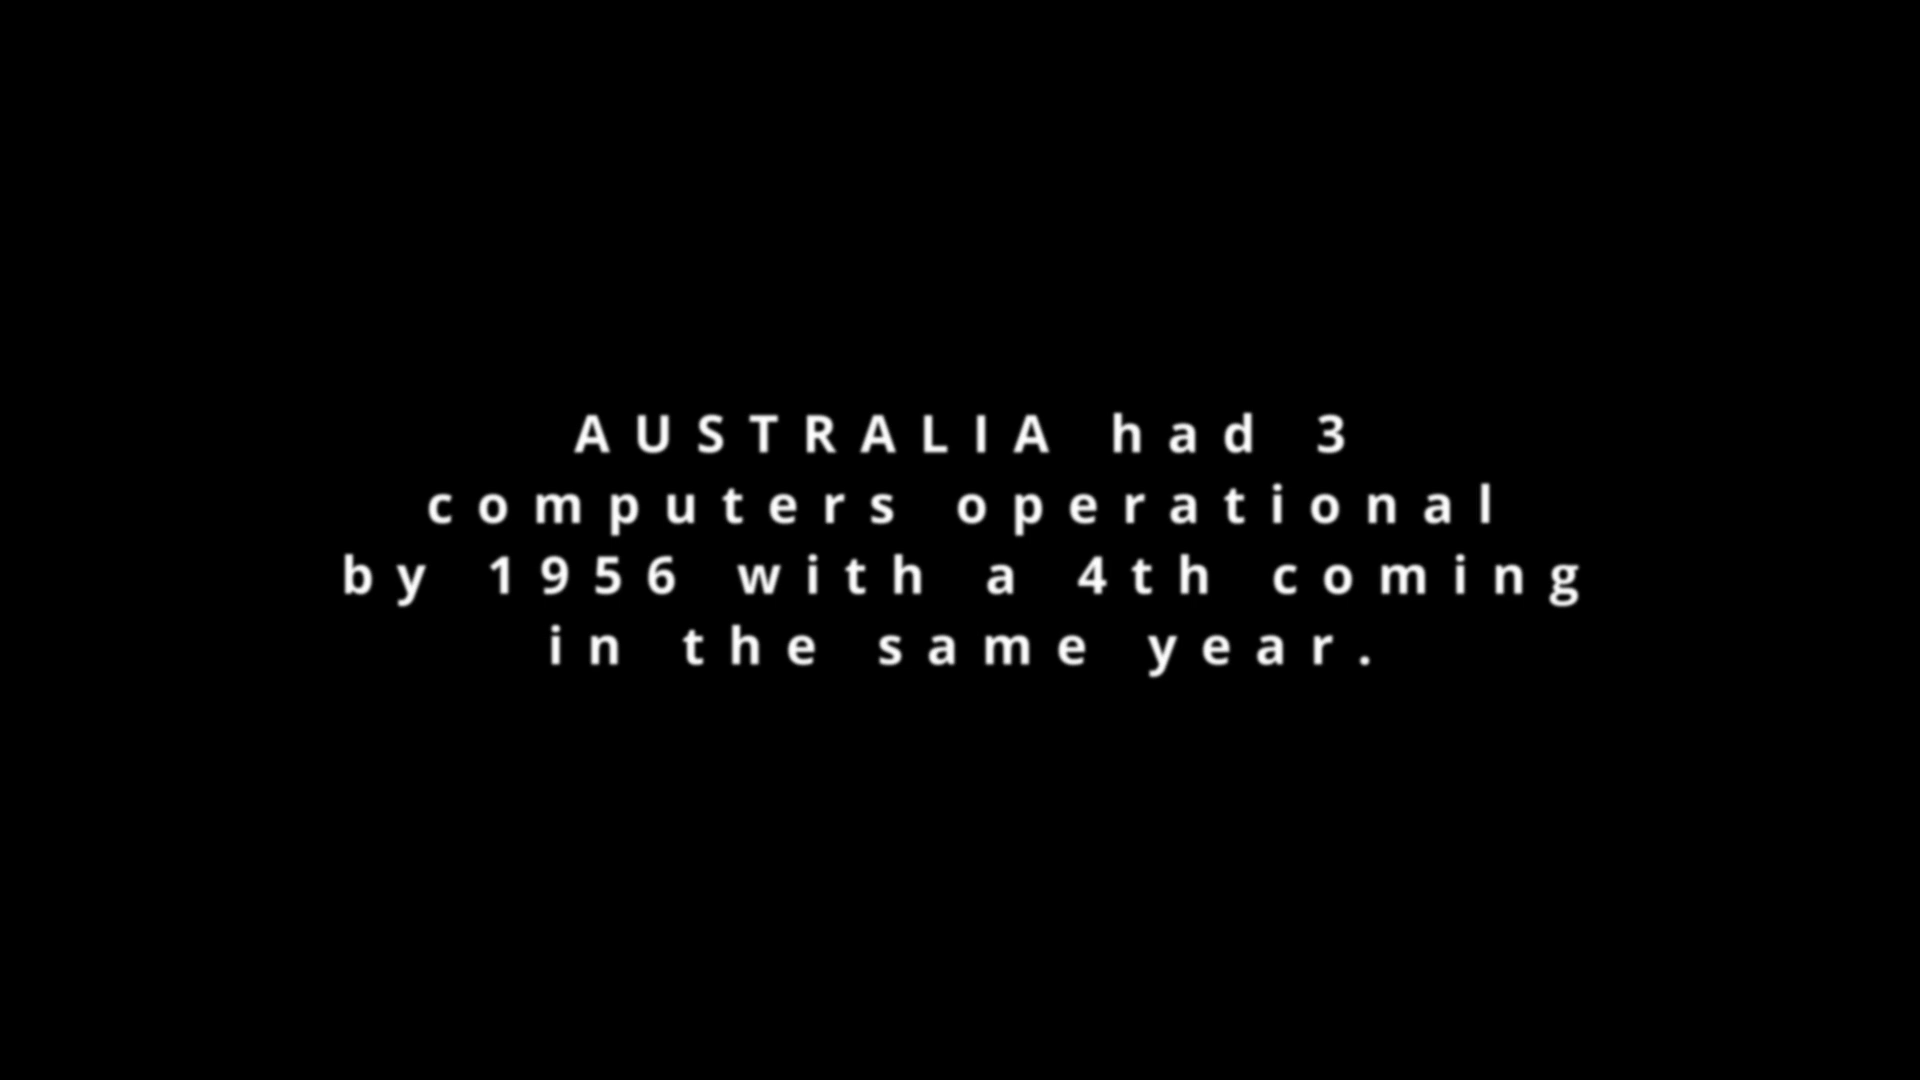 AUSTRALIA had 3
computers operational
by 1956 with a 4th coming
in the same year.